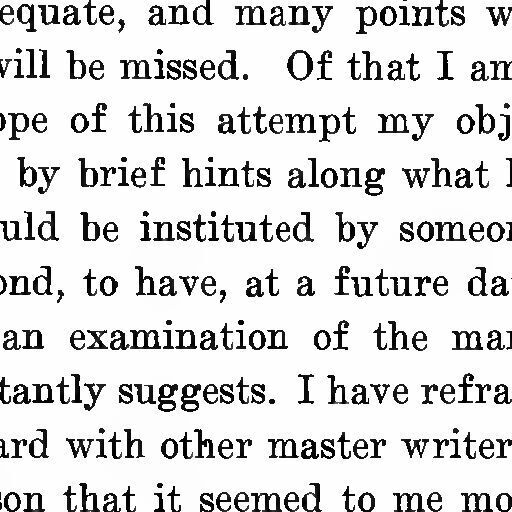 equate, and many points w
will be missed. Of that I am
ope of this attempt my obj
by brief hints along what l
uld be instituted by someon
ond, to have, at a future da
an examination of the man
tantly suggests. I have refra
ard with other master writer
son that it seemed to me mo